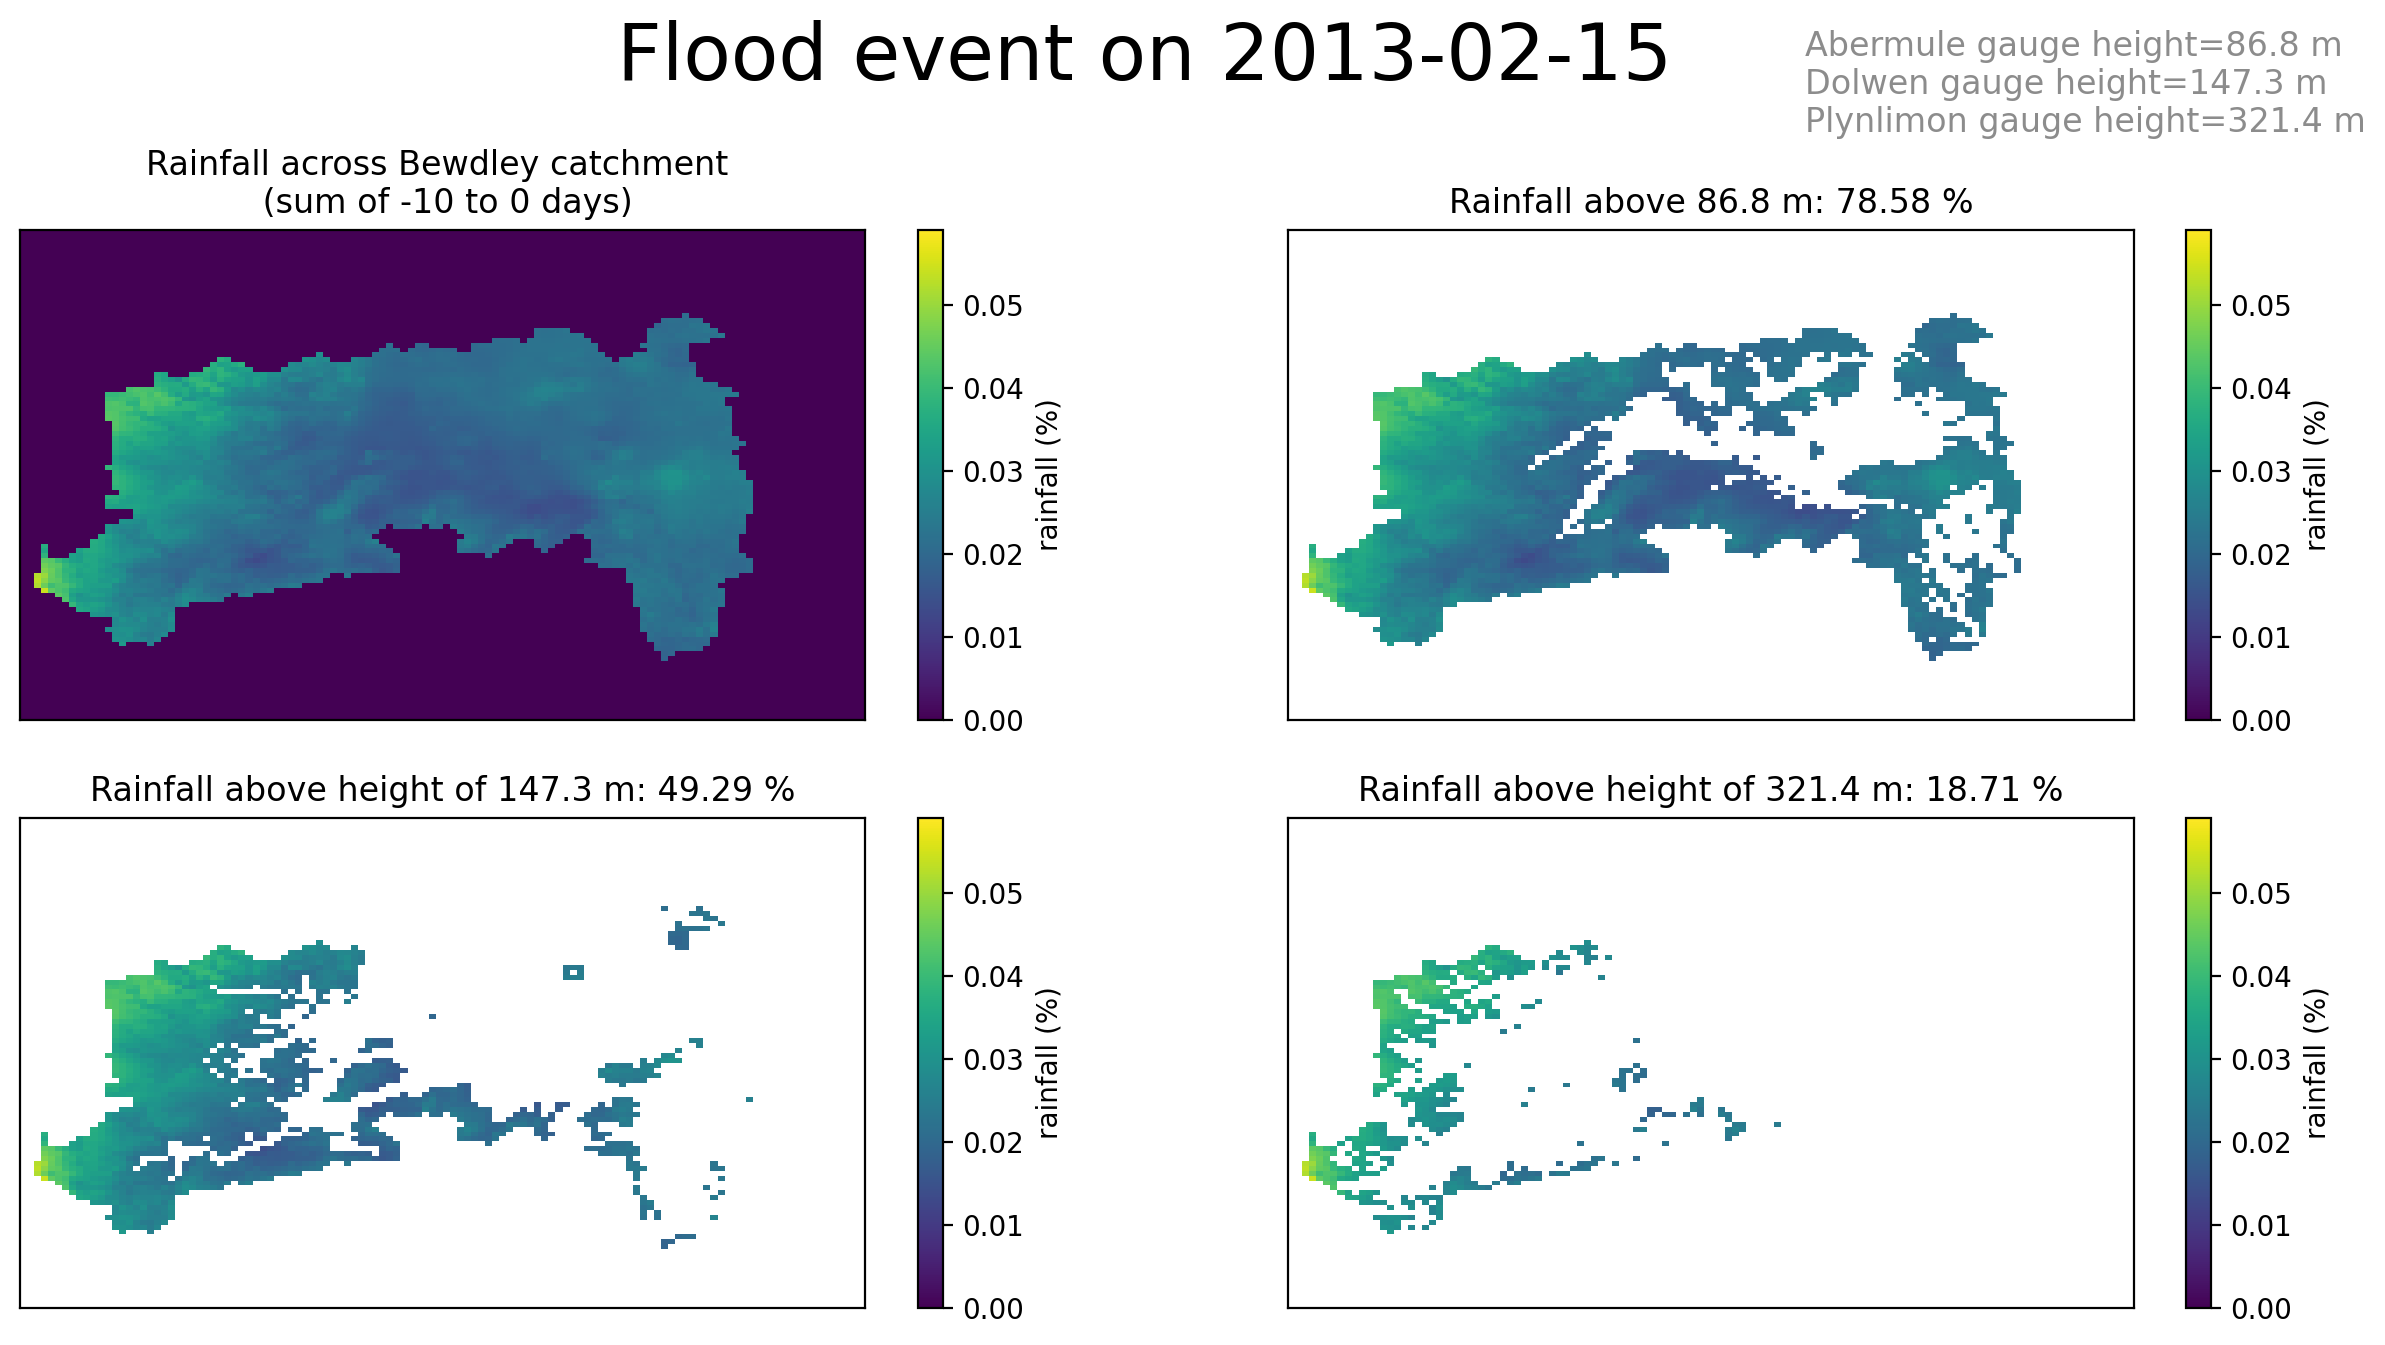 Flood event on 2013-02-15
Abermule gauge height=86.8 m
Dolwen gauge height=147.3 m
Plynlimon gauge height=321.4 m
Rainfall across Bewdley catchment
(sum of -10 to 0 days)
0.05
0.04
0.03
0.02
0.01
0.00
rainfall (%)
Rainfall above 86.8 m: 78.58 %
0.05
0.04
0.03
0.02
0.01
0.00
rainfall (%)
Rainfall above height of 147.3 m: 49.29 %
0.05
0.04
0.03
0.02
0.01
0.00
rainfall (%)
Rainfall above height of 321.4 m: 18.71 %
0.05
0.04
0.03
0.02
0.01
0.00
rainfall (%)